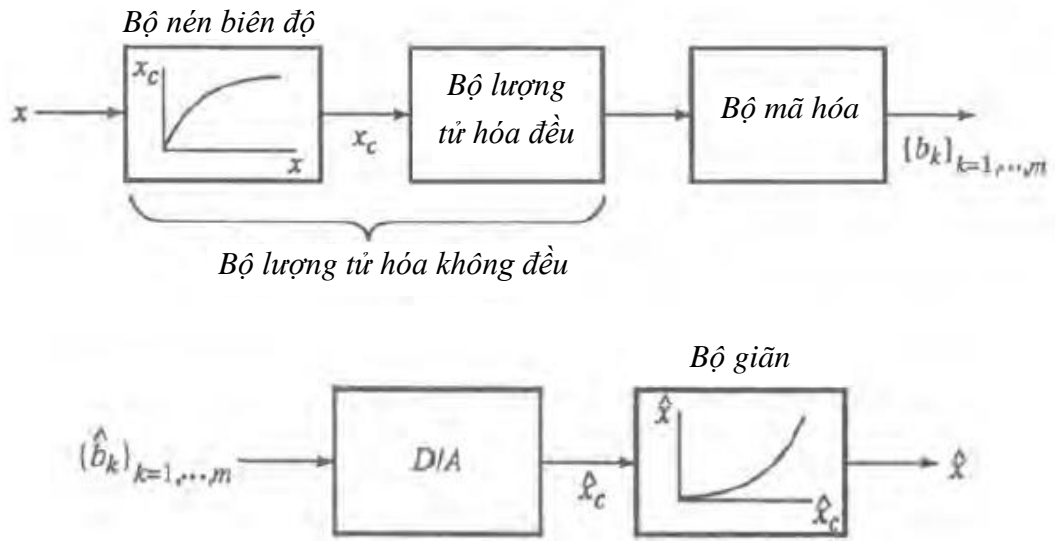 Bộ nén biên độ
x_c
x
x
x_c
Bộ lượng
tử hóa đều
Bộ mã hóa
{b_k}_{k=1,...,m}
Bộ lượng tử hóa không đều
Bộ giãn
{b̂_k}_{k=1,...,m}
D/A
x̂_c
x̂
x̂_c
x̂